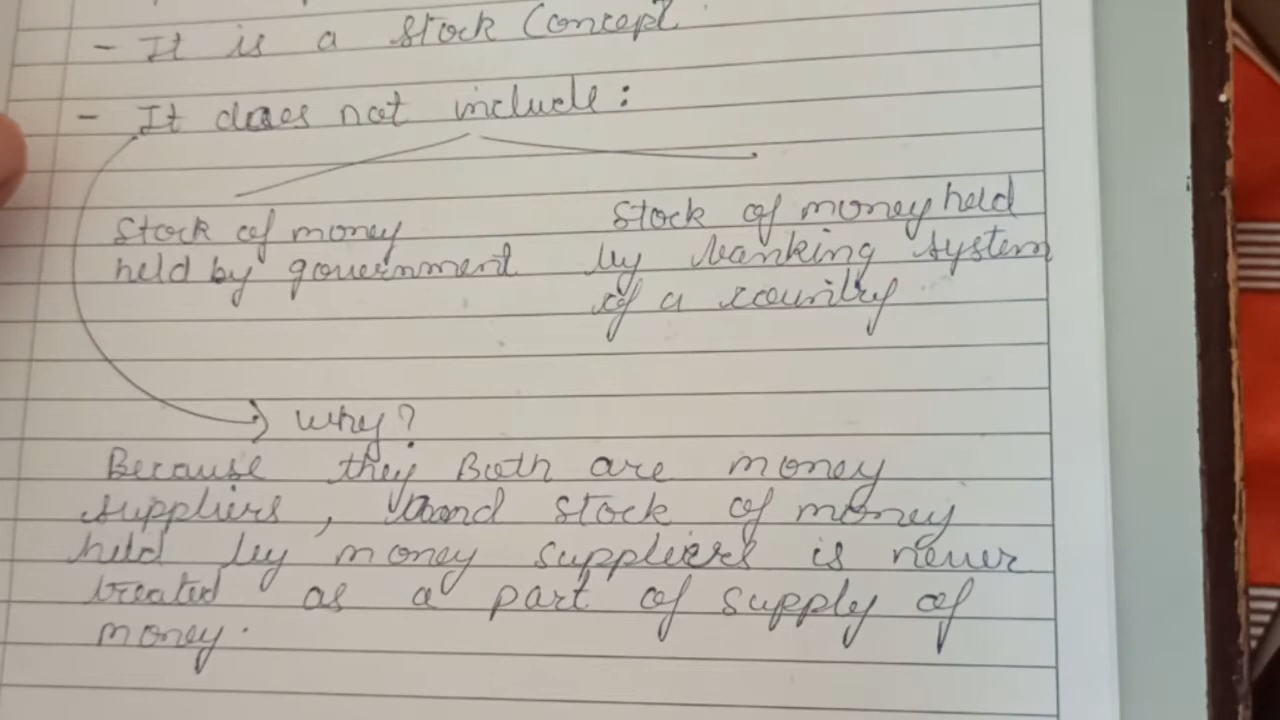 - It is a Stock Concept.
- It does not include:
Stock of money held by government
Stock of money held by banking system of a country
Why?
Because they Both are money
suppliers, and stock of money
held by money suppliers is never
treated as a part of supply of
money.